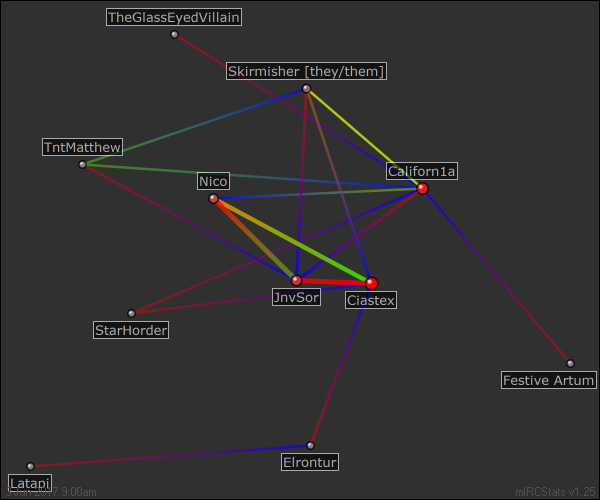 TheGlassEyedVillain
Skirmisher [they/them]
TntMatthew
Californ1a
Nico
JnvSor
Ciastex
StarHorder
Festive Artum
Elrontur
Latapi
2017 9:00am
mIRCStats v1.25